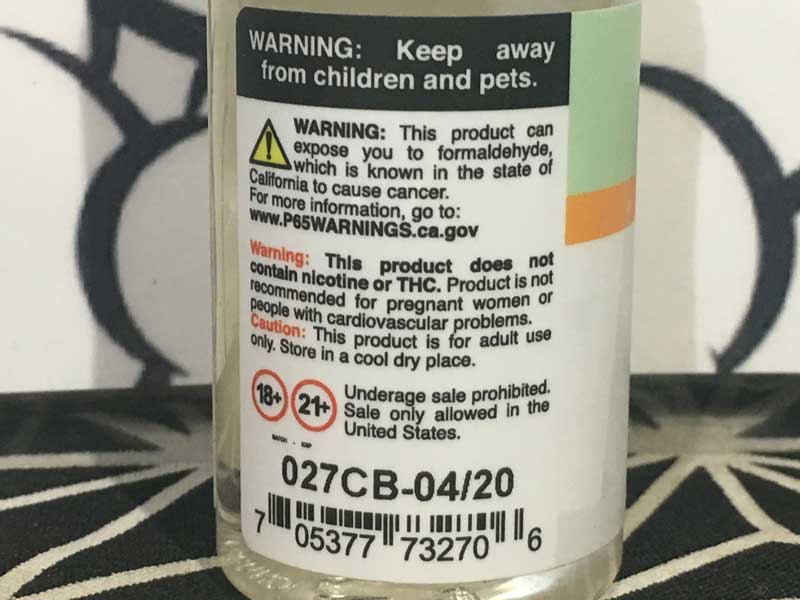 WARNING: Keep away
from children and pets.
WARNING: This product can
expose you to formaldehyde,
which is known in the state of
California to cause cancer.
For more information, go to:
www.P65WARNINGS.ca.gov
Warning: This product does not
contain nicotine or THC. Product is not
recommended for pregnant women or
people with cardiovascular problems.
Caution: This product is for adult use
only. Store in a cool dry place.
18+ 21+
Underage sale prohibited.
Sale only allowed in the
United States.
BATCH - EXP
027CB-04/20
7 05377 73270 6